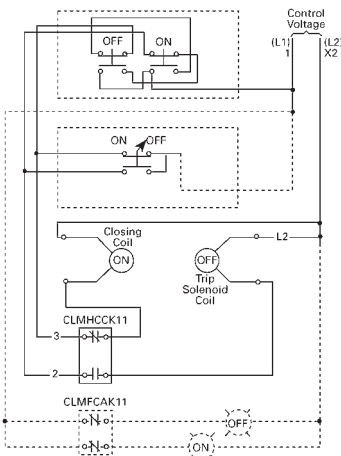 Control
Voltage
(L1) (L2)
1 X2
OFF ON
ON OFF
Closing
Coil
ON
OFF
L2
Trip
Solenoid
Coil
CLMHCCK11
3
2
CLMFCAK11
OFF
ON